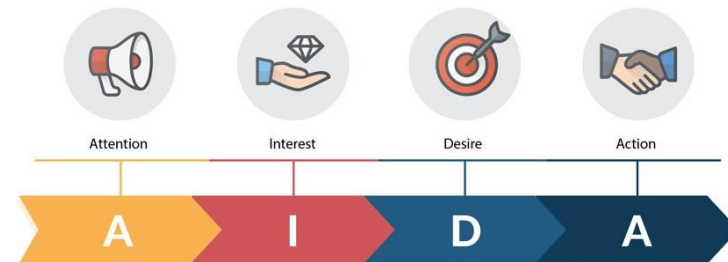 Attention
Interest
Desire
Action
A
I
D
A